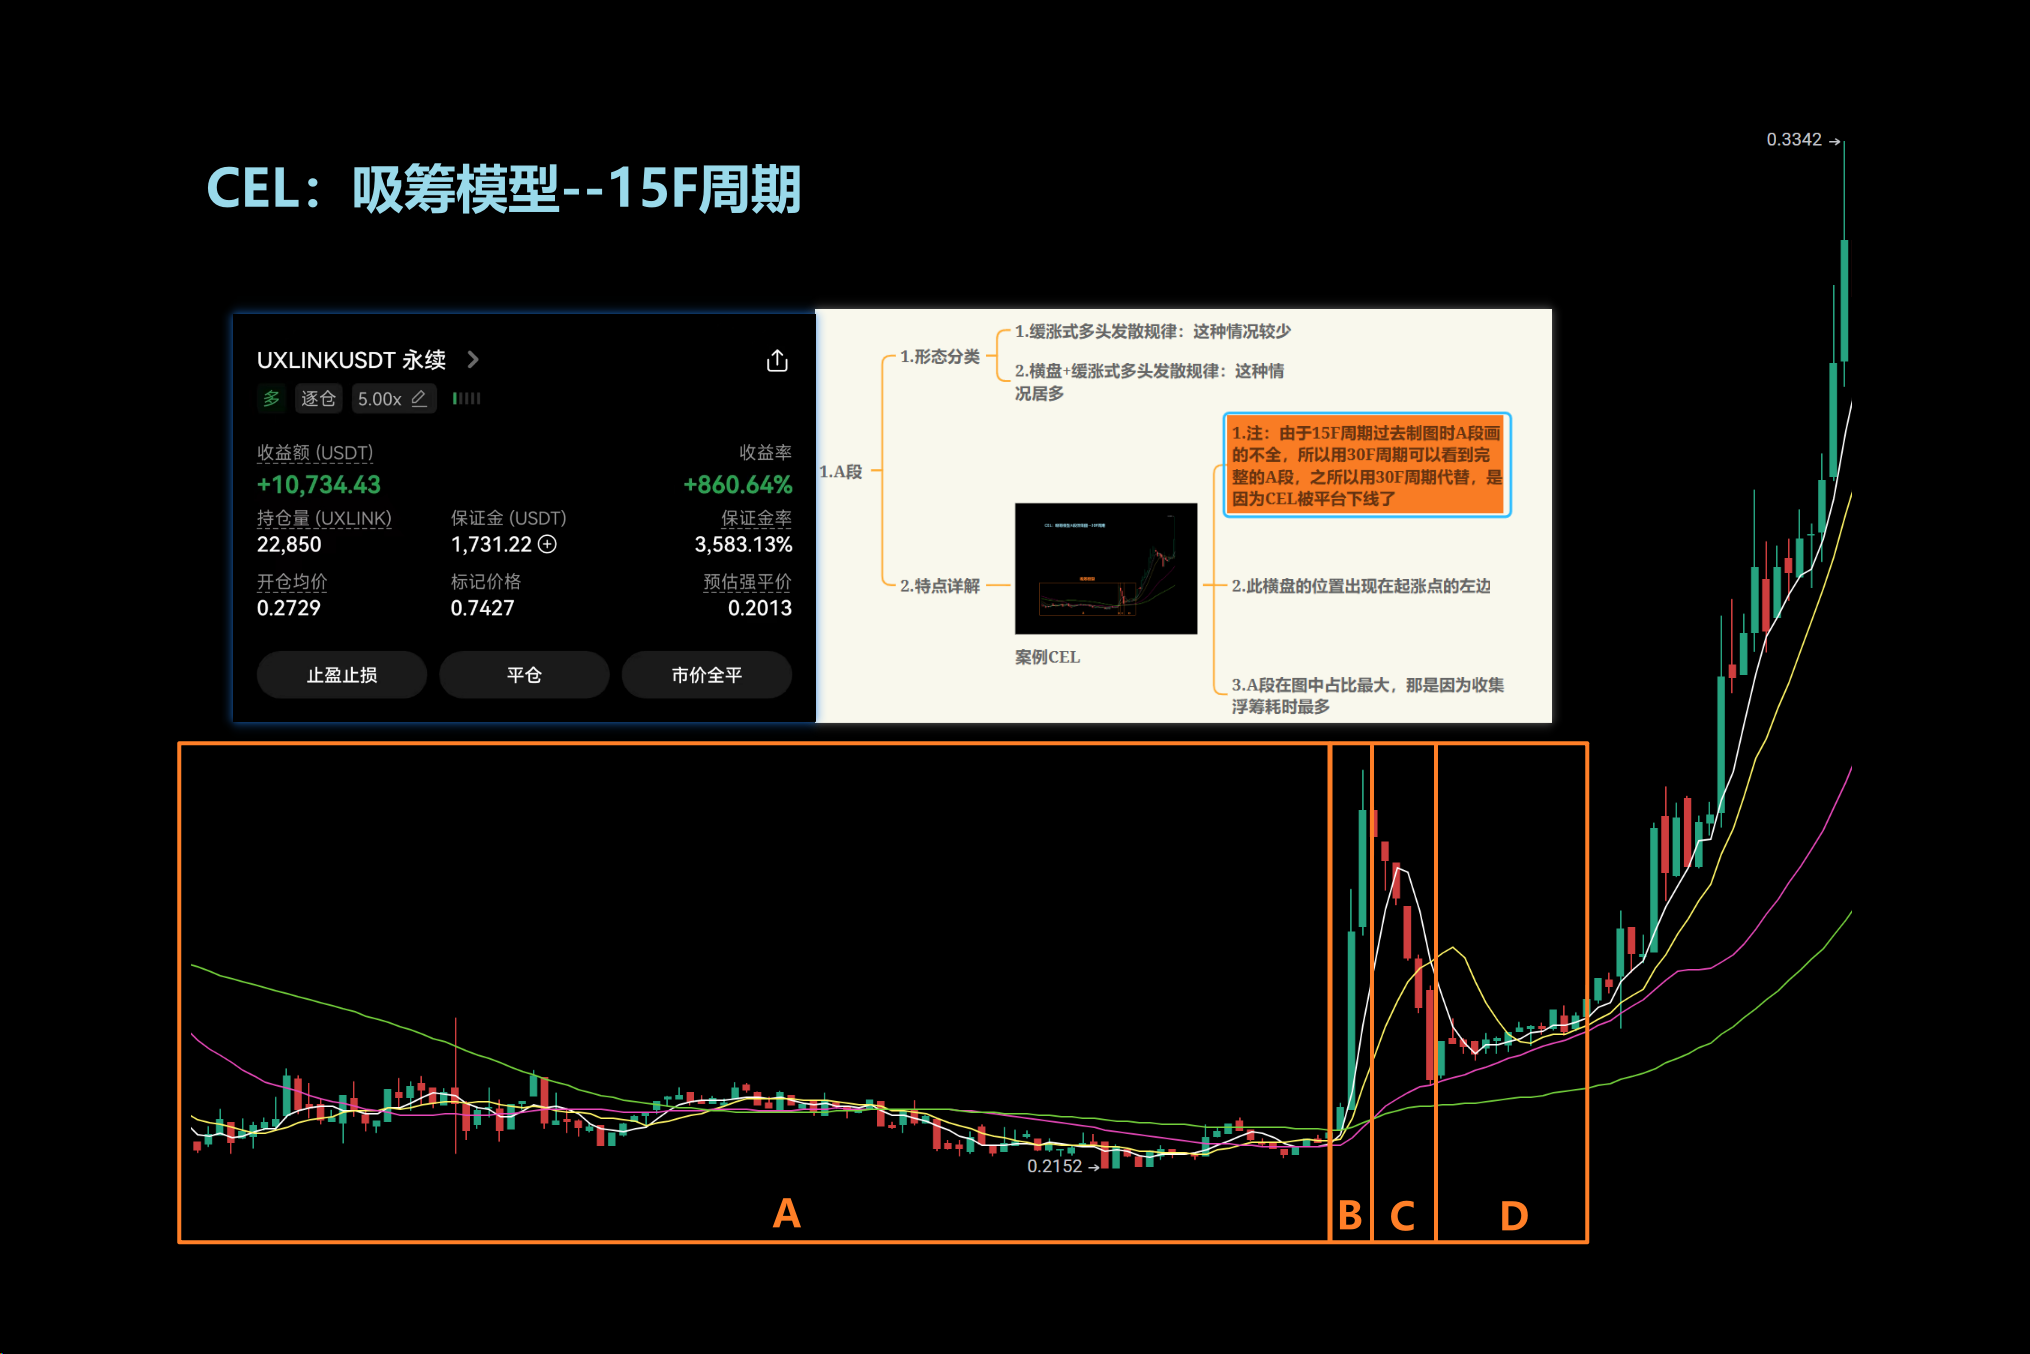 0.3342
CEL：吸筹模型--15F周期
UXLINKUSDT 永续
多 逐仓 5.00x
收益额 (USDT) 收益率
+10,734.43 +860.64%
持仓量 (UXLINK) 保证金 (USDT) 保证金率
22,850 1,731.22 3,583.13%
开仓均价 标记价格 预估强平价
0.2729 0.7427 0.2013
止盈止损 平仓 市价全平
1.A段
1.形态分类
1.缓涨式多头发散规律：这种情况较少
2.横盘+缓涨式多头发散规律：这种情
况居多
2.特点详解
案例CEL
1.注：由于15F周期过去制图时A段画
的不全，所以用30F周期可以看到完
整的A段，之所以用30F周期代替，是
因为CEL被平台下线了
2.此横盘的位置出现在起涨点的左边
3.A段在图中占比最大，那是因为收集
浮筹耗时最多
0.2152
A B C D